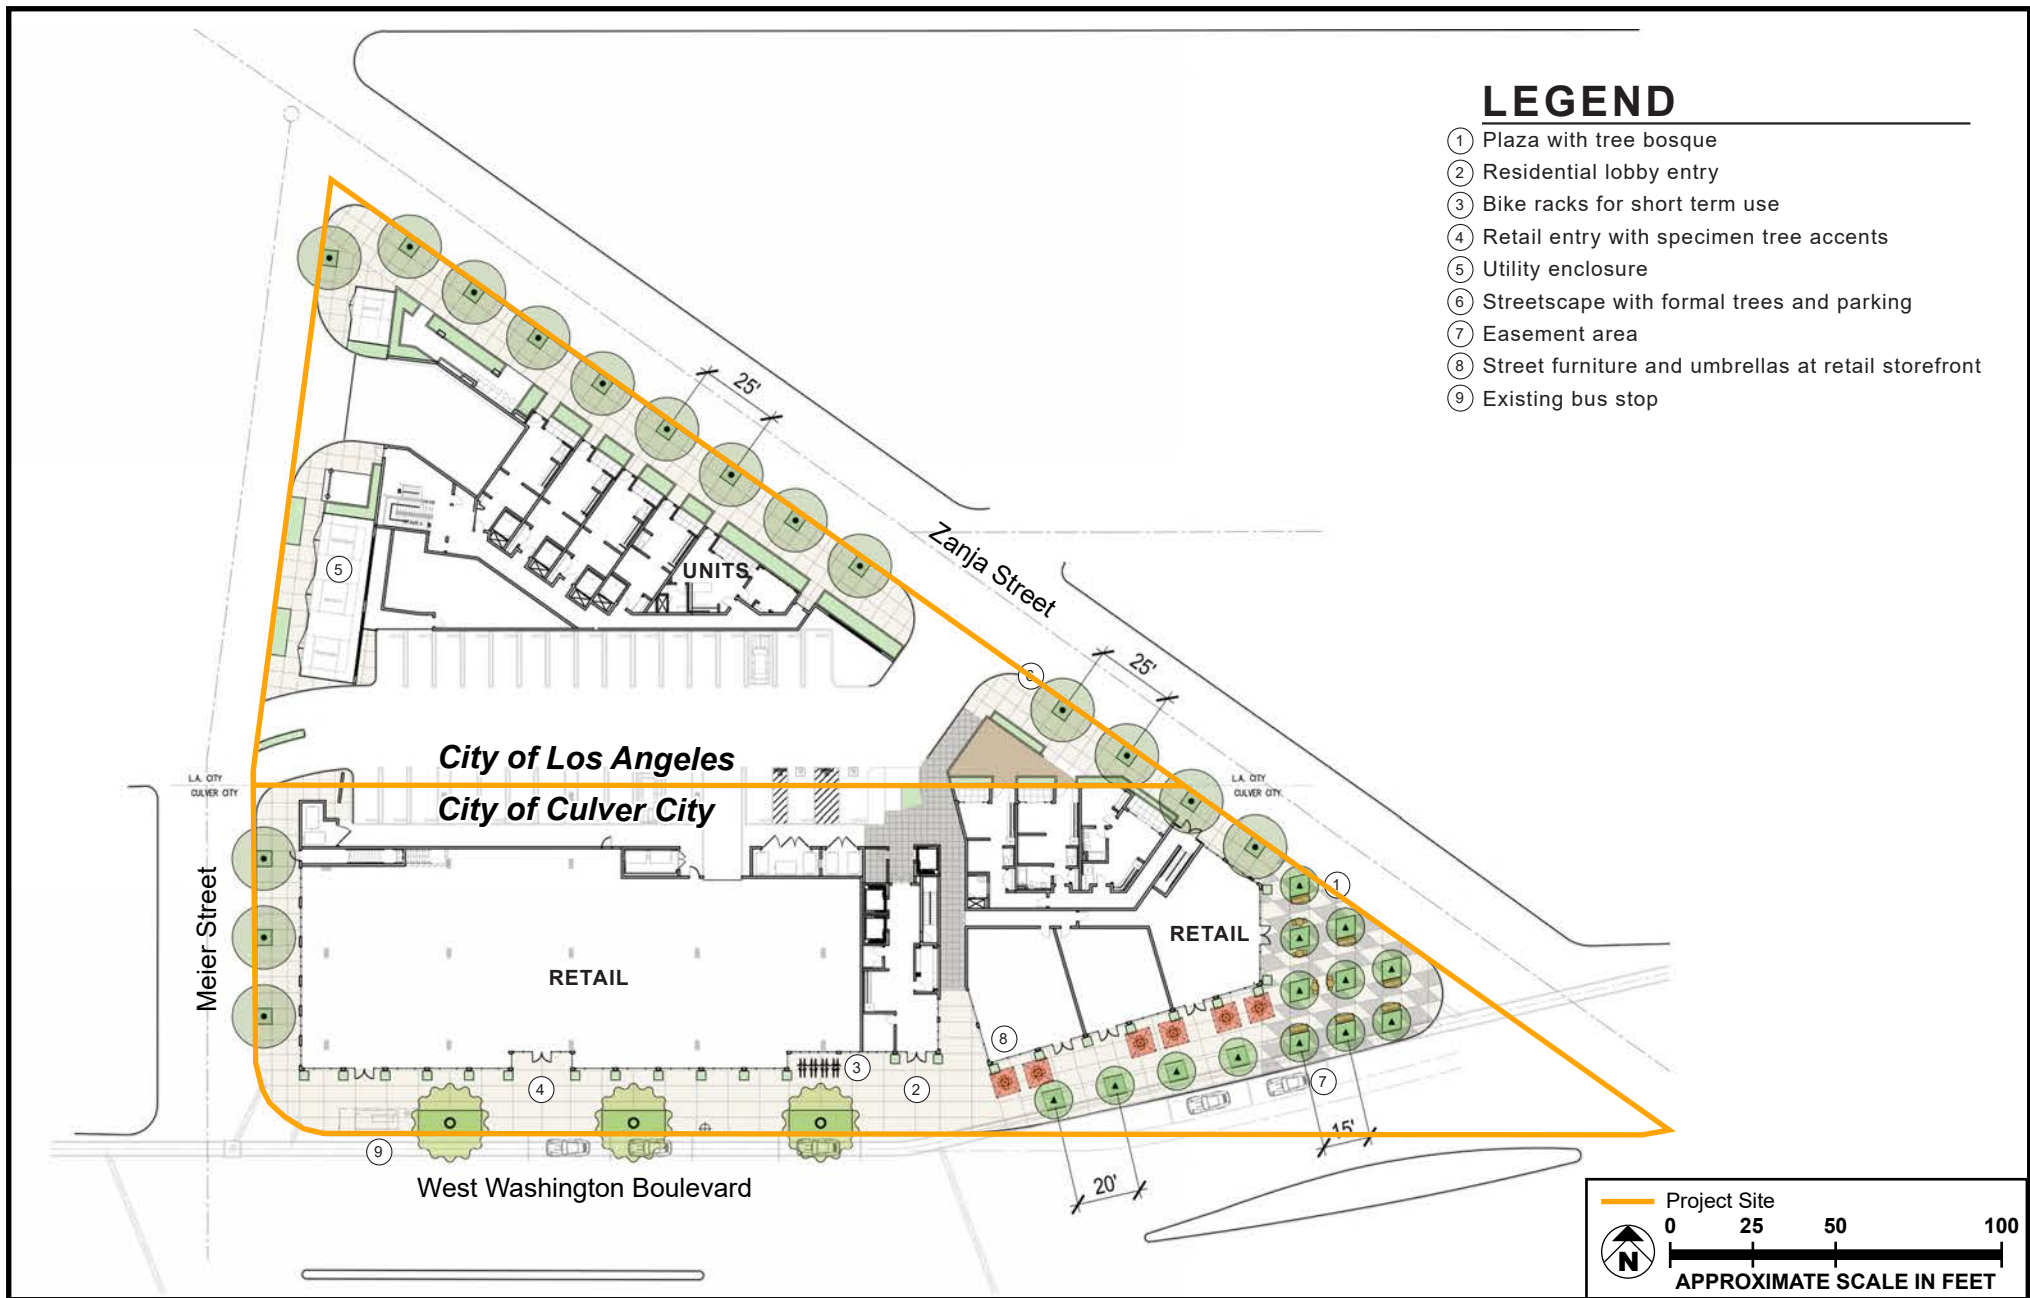 LEGEND
1 Plaza with tree bosque
2 Residential lobby entry
3 Bike racks for short term use
4 Retail entry with specimen tree accents
5 Utility enclosure
6 Streetscape with formal trees and parking
7 Easement area
8 Street furniture and umbrellas at retail storefront
9 Existing bus stop
25'
Zanja Street
UNITS
5
25'
6
City of Los Angeles
L.A. CITY
CULVER CITY
L.A. CITY
CULVER CITY
City of Culver City
Meier Street
1
RETAIL
RETAIL
8
3
4
2
7
9
15'
20'
West Washington Boulevard
Project Site
0 25 50 100
N
APPROXIMATE SCALE IN FEET